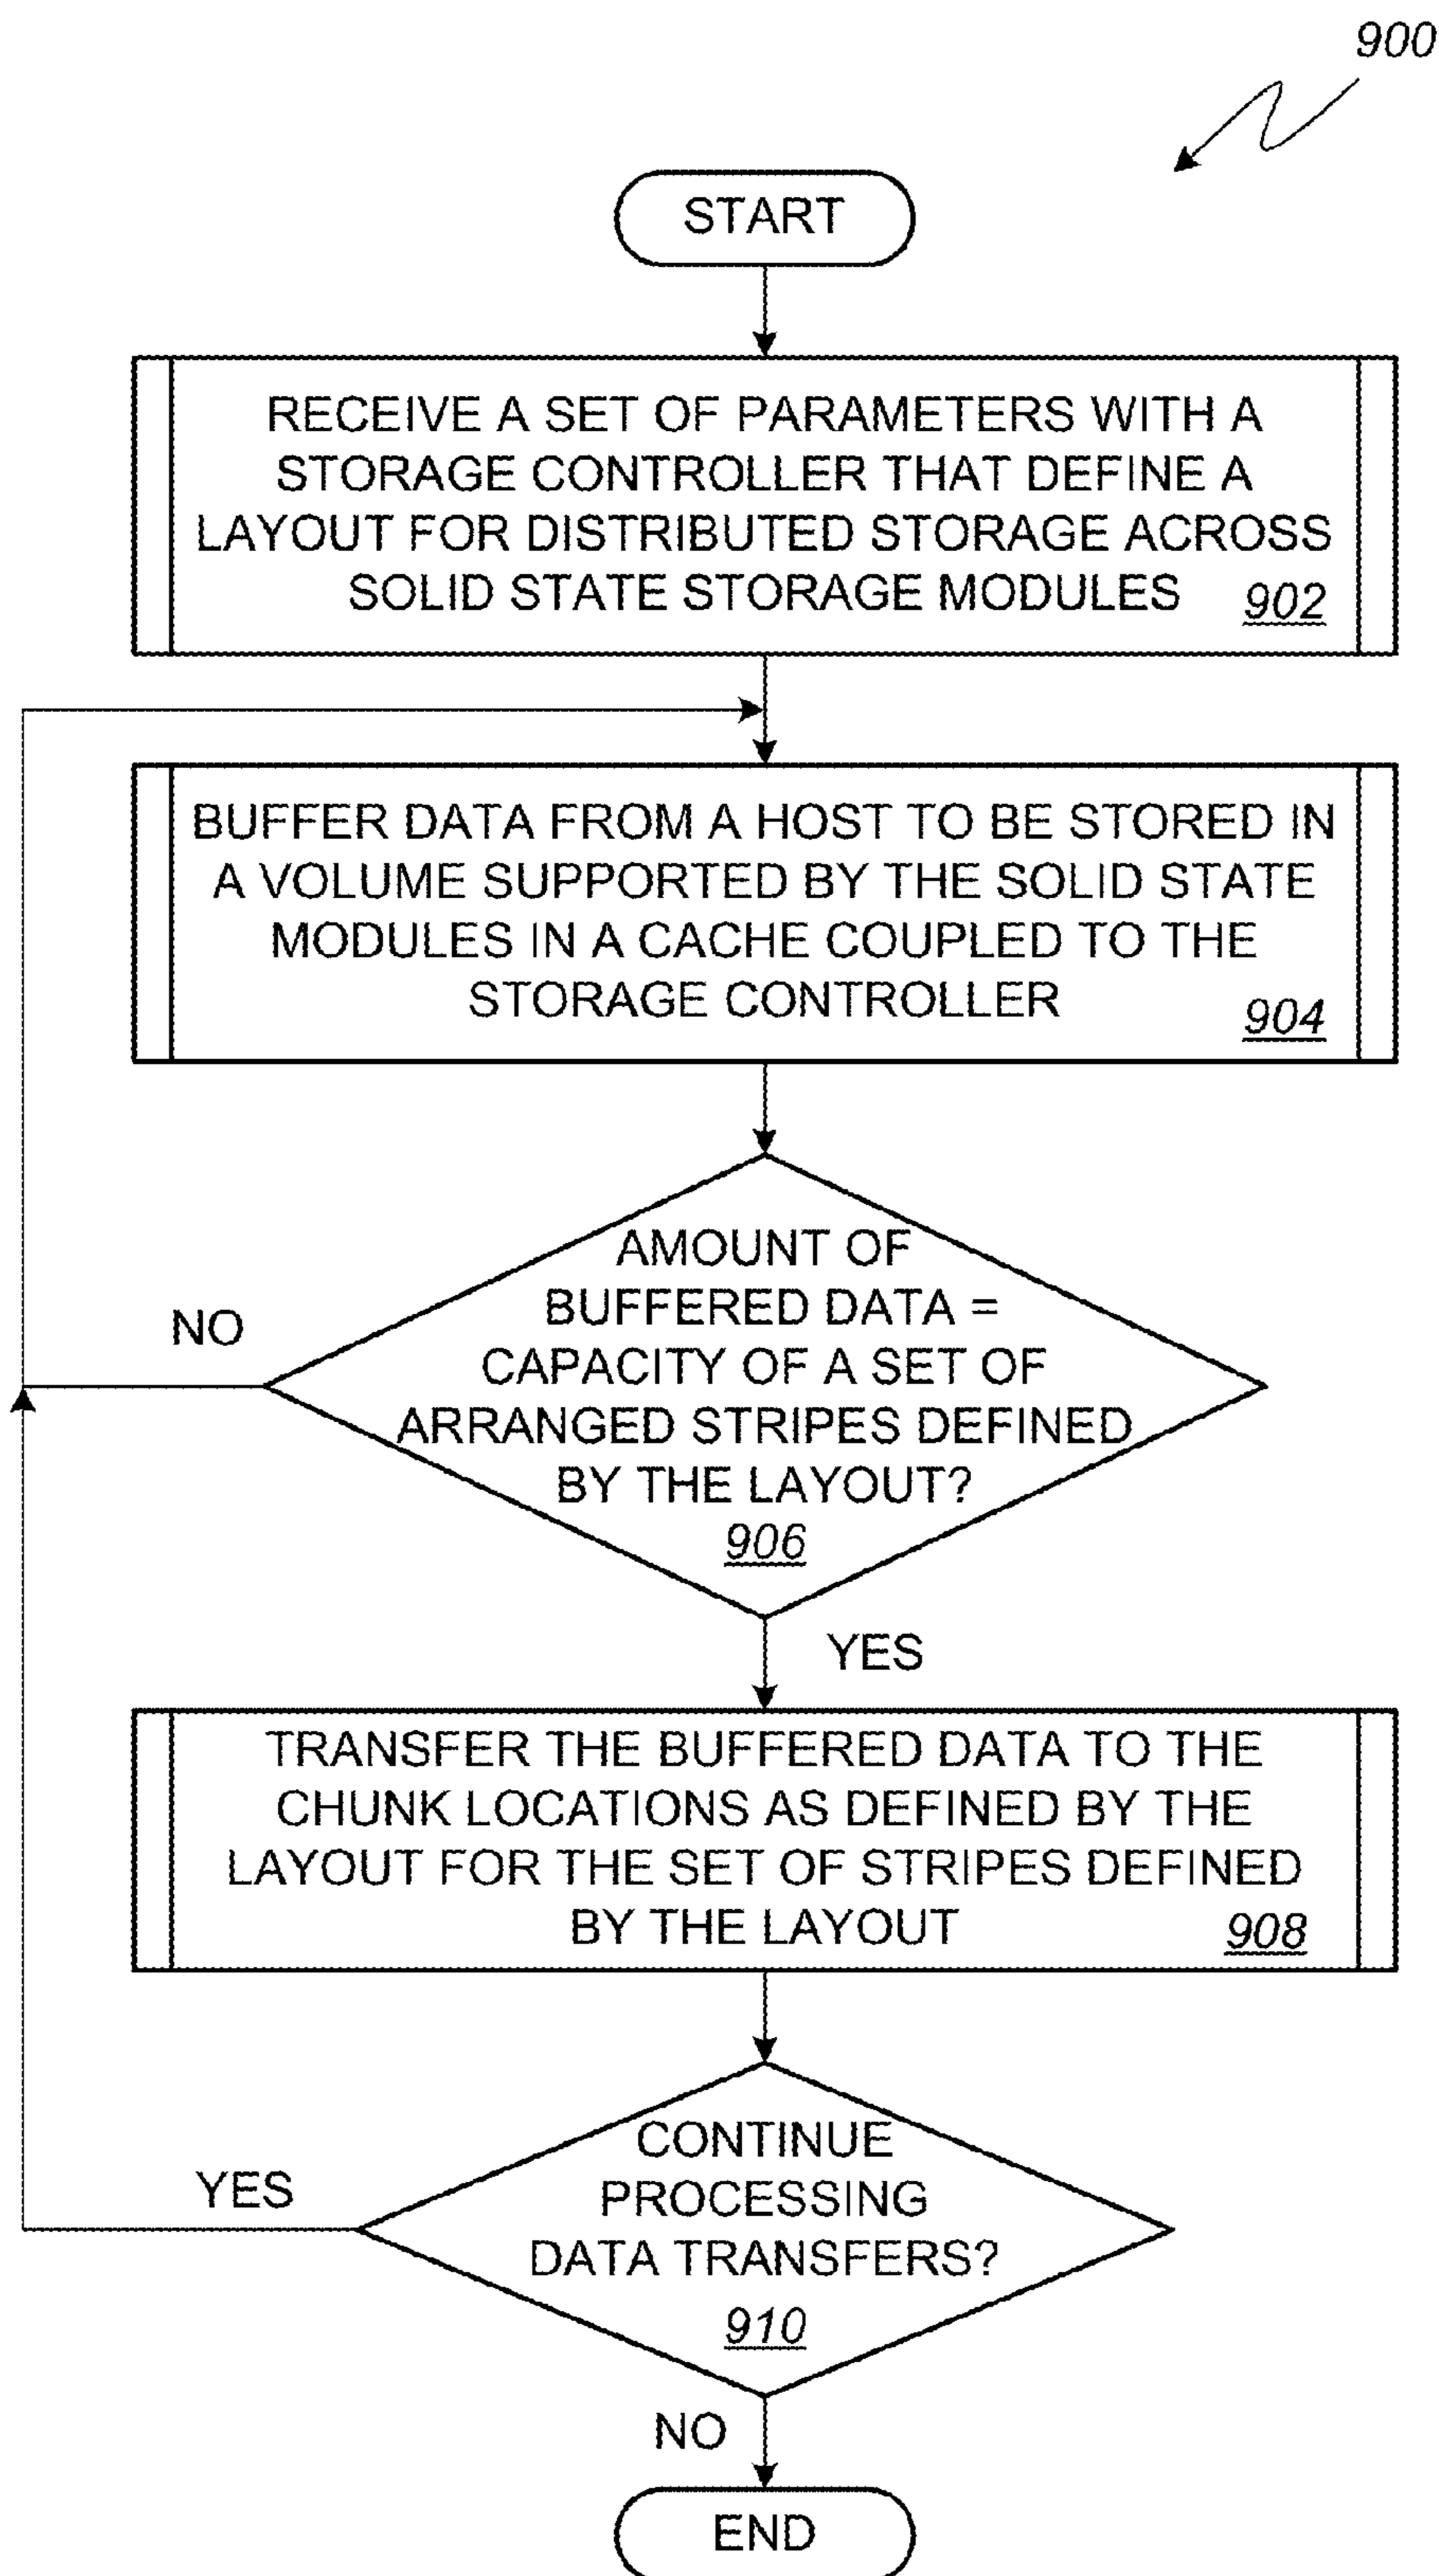 900
START
RECEIVE A SET OF PARAMETERS WITH A
STORAGE CONTROLLER THAT DEFINE A
LAYOUT FOR DISTRIBUTED STORAGE ACROSS
SOLID STATE STORAGE MODULES 902
BUFFER DATA FROM A HOST TO BE STORED IN
A VOLUME SUPPORTED BY THE SOLID STATE
MODULES IN A CACHE COUPLED TO THE
STORAGE CONTROLLER 904
AMOUNT OF
BUFFERED DATA =
CAPACITY OF A SET OF
ARRANGED STRIPES DEFINED
BY THE LAYOUT?
906
NO
YES
TRANSFER THE BUFFERED DATA TO THE
CHUNK LOCATIONS AS DEFINED BY THE
LAYOUT FOR THE SET OF STRIPES DEFINED
BY THE LAYOUT 908
CONTINUE
PROCESSING
DATA TRANSFERS?
910
YES
NO
END